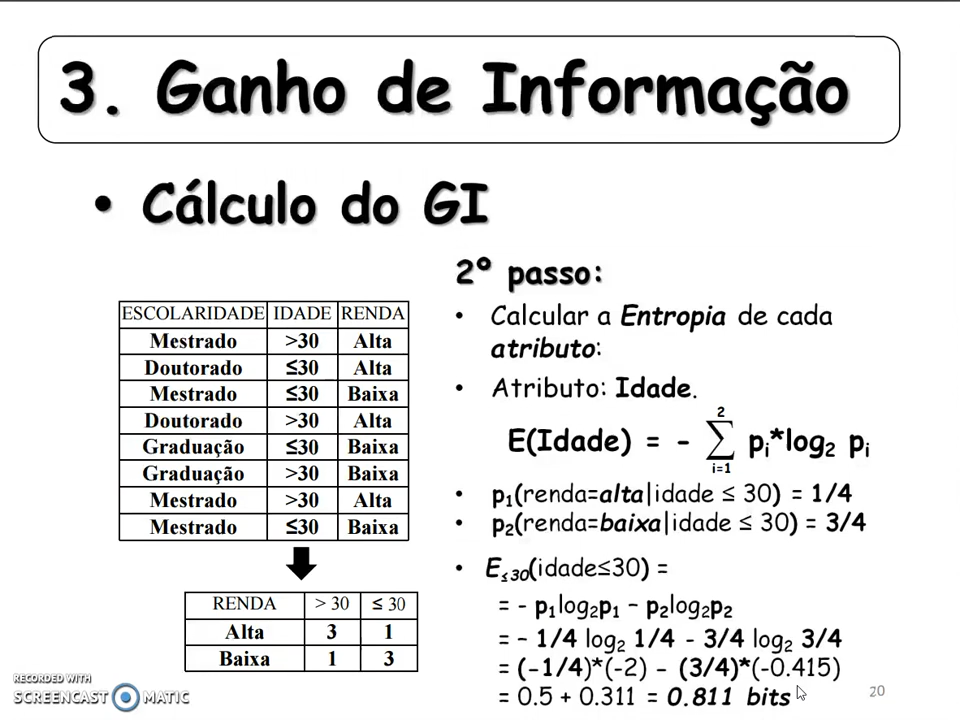 3. Ganho de Informação
• Cálculo do GI
2º passo:
• Calcular a Entropia de cada
atributo:
• Atributo: Idade.
2
E(Idade) = - ∑ pi*log2 pi
i=1
• p1(renda=alta|idade ≤ 30) = 1/4
• p2(renda=baixa|idade ≤ 30) = 3/4
• E≤30(idade≤30) =
= - p1log2p1 – p2log2p2
= – 1/4 log2 1/4 - 3/4 log2 3/4
= (-1/4)*(-2) - (3/4)*(-0.415)
= 0.5 + 0.311 = 0.811 bits
ESCOLARIDADE IDADE RENDA
Mestrado >30 Alta
Doutorado ≤30 Alta
Mestrado ≤30 Baixa
Doutorado >30 Alta
Graduação ≤30 Baixa
Graduação >30 Baixa
Mestrado >30 Alta
Mestrado ≤30 Baixa
RENDA > 30 ≤ 30
Alta 3 1
Baixa 1 3
RECORDED WITH
SCREENCAST MATIC
20